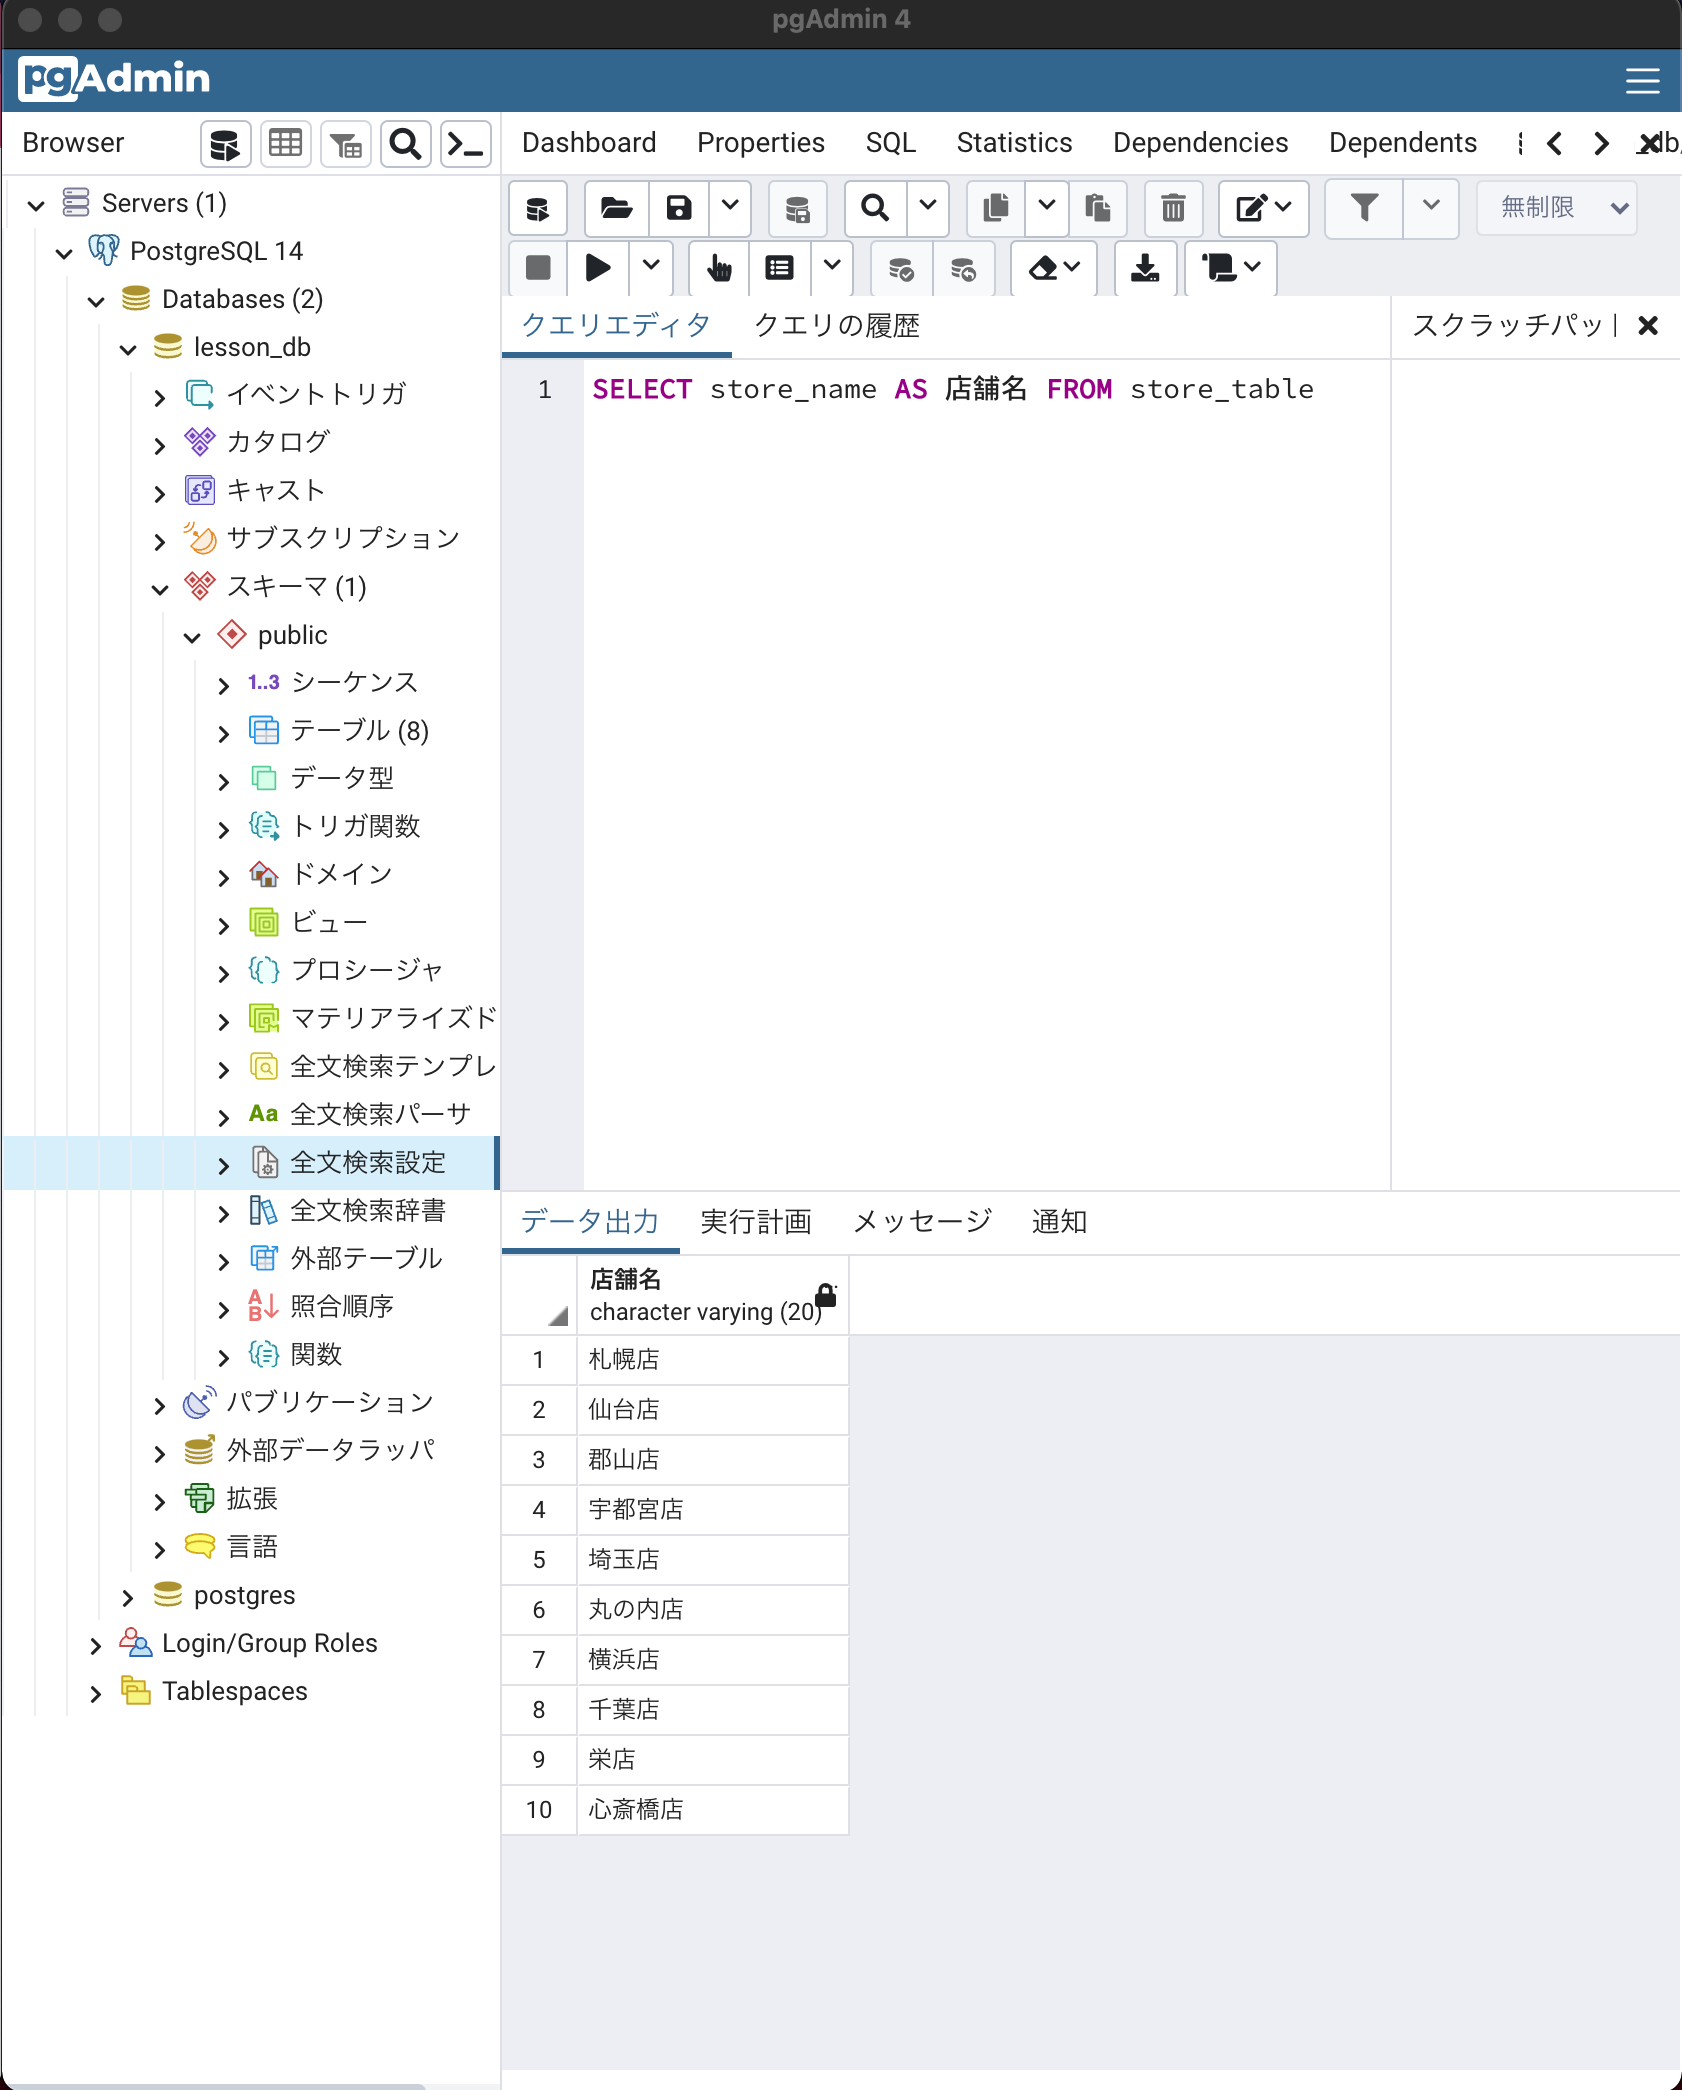 pgAdmin 4
pgAdmin
Browser
Dashboard Properties SQL Statistics Dependencies Dependents
無制限
Servers (1)
PostgreSQL 14
Databases (2)
lesson_db
イベントトリガ
カタログ
キャスト
サブスクリプション
スキーマ (1)
public
1..3 シーケンス
テーブル (8)
データ型
トリガ関数
ドメイン
ビュー
プロシージャ
マテリアライズド
全文検索テンプレ
Aa 全文検索パーサ
全文検索設定
全文検索辞書
外部テーブル
照合順序
関数
パブリケーション
外部データラッパ
拡張
言語
postgres
Login/Group Roles
Tablespaces
クエリエディタ クエリの履歴
スクラッチパッ
1 SELECT store_name AS 店舗名 FROM store_table
データ出力 実行計画 メッセージ 通知
店舗名
character varying (20)
1 札幌店
2 仙台店
3 郡山店
4 宇都宮店
5 埼玉店
6 丸の内店
7 横浜店
8 千葉店
9 栄店
10 心斎橋店